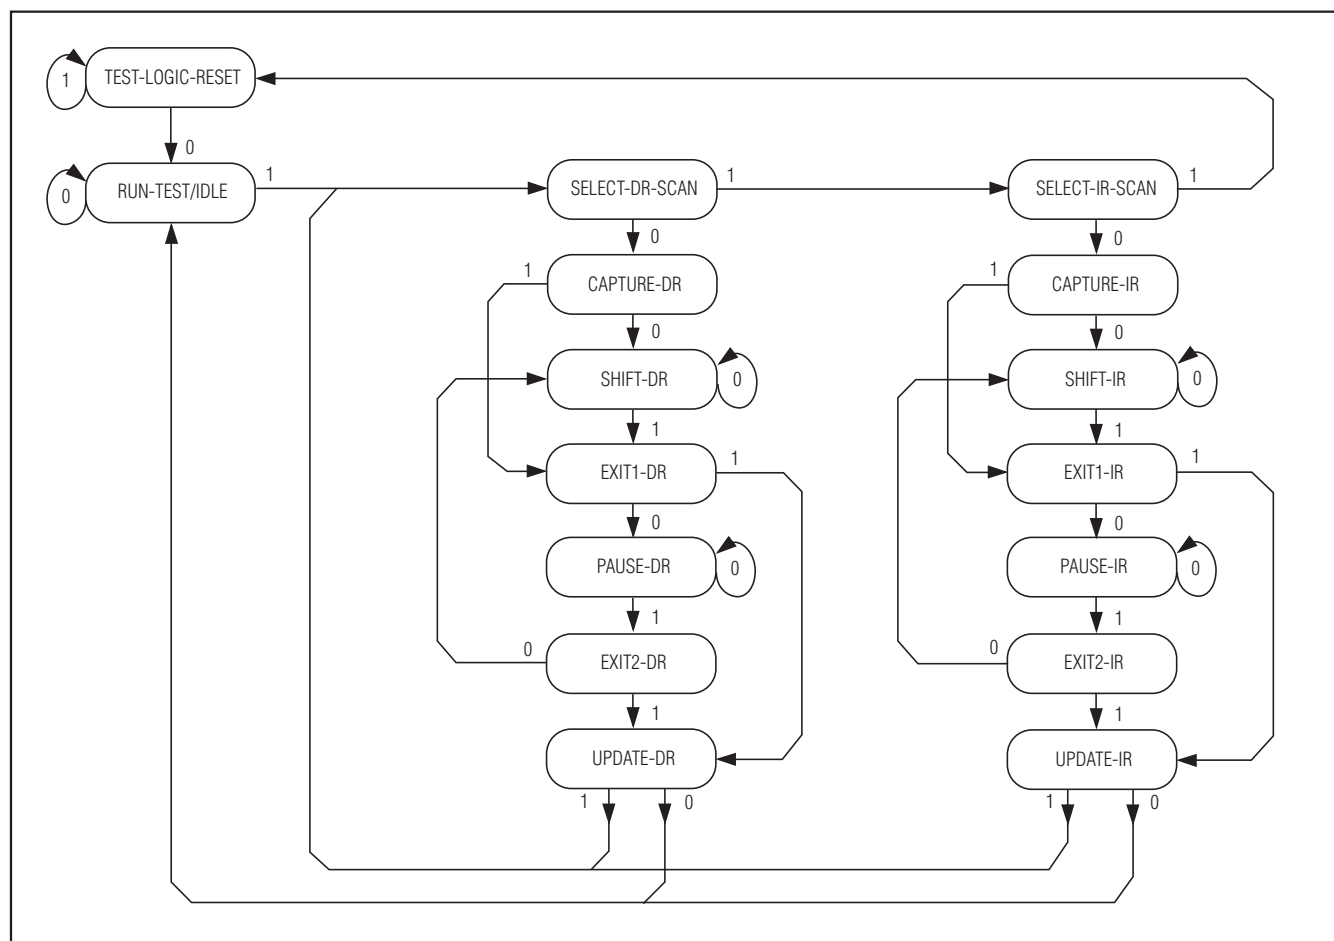 TEST-LOGIC-RESET
1
0
RUN-TEST/IDLE
0
1
SELECT-DR-SCAN
1
SELECT-IR-SCAN
1
0
0
CAPTURE-DR
1
CAPTURE-IR
1
0
0
SHIFT-DR
0
SHIFT-IR
0
1
1
EXIT1-DR
1
EXIT1-IR
1
0
0
PAUSE-DR
0
PAUSE-IR
0
1
1
EXIT2-DR
0
EXIT2-IR
0
1
1
UPDATE-DR
UPDATE-IR
1
0
1
0